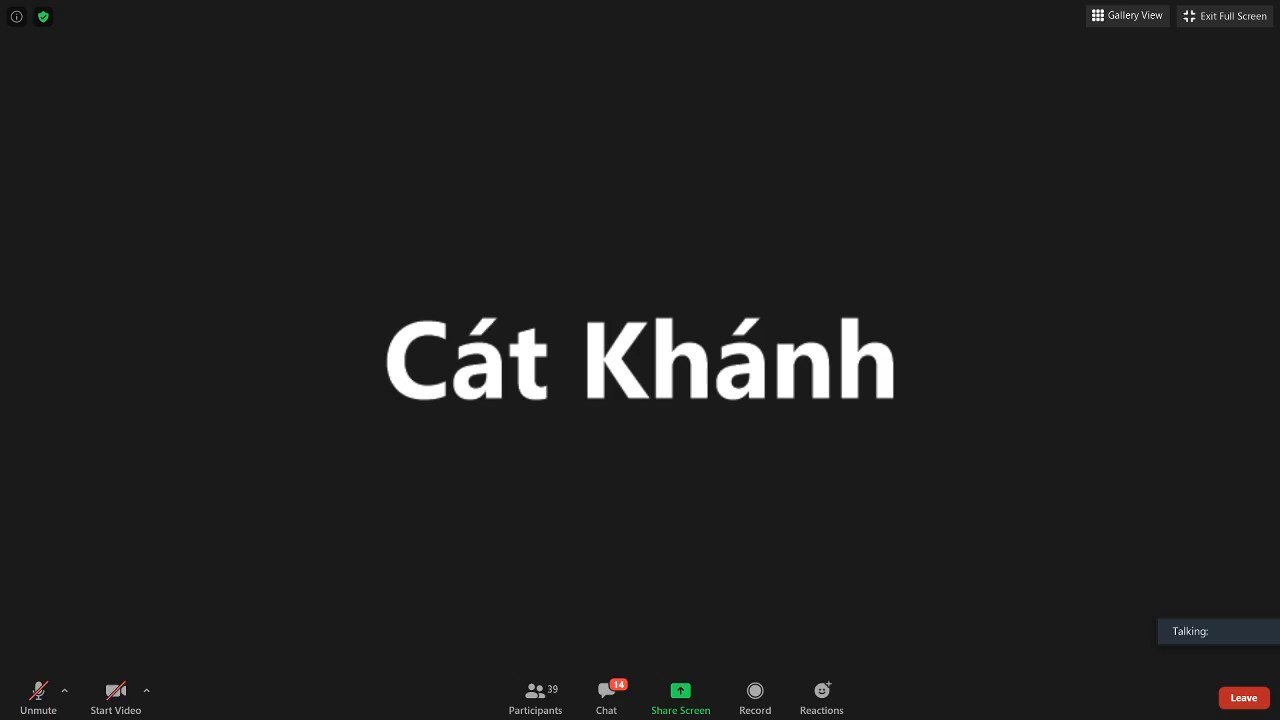 Gallery View
Exit Full Screen
Cát Khánh
Talking:
Unmute
Start Video
39
Participants
14
Chat
Share Screen
Record
Reactions
Leave